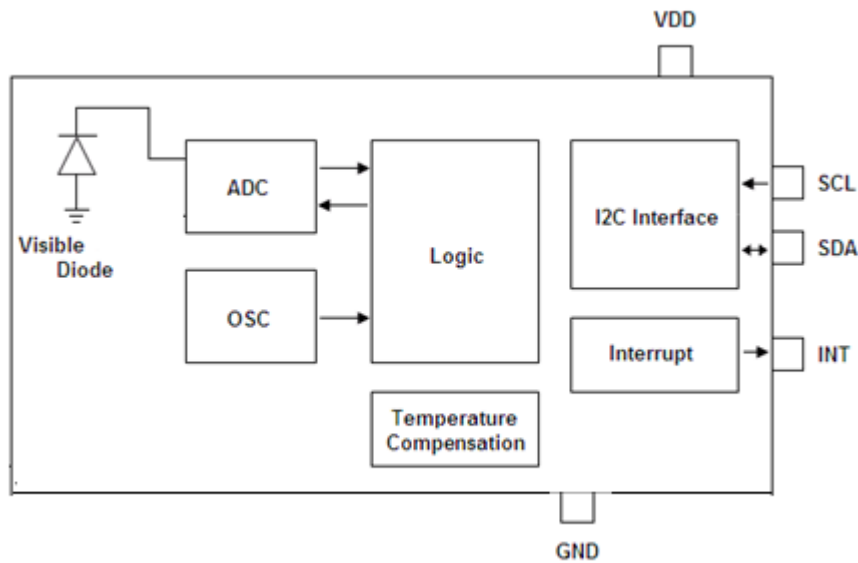 VDD
ADC
Visible
Diode
OSC
Logic
Temperature
Compensation
I2C Interface
Interrupt
SCL
SDA
INT
GND